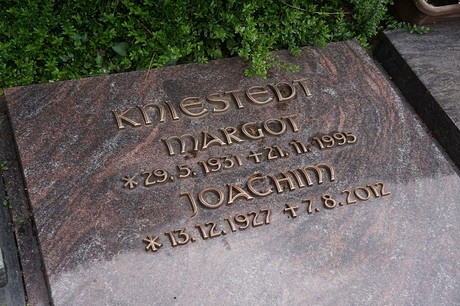 KNIESTEDT
MARGOT
* 29. 5. 1931 † 21. 11. 1995
JOACHIM
* 13. 12. 1927 † 7. 8. 2012